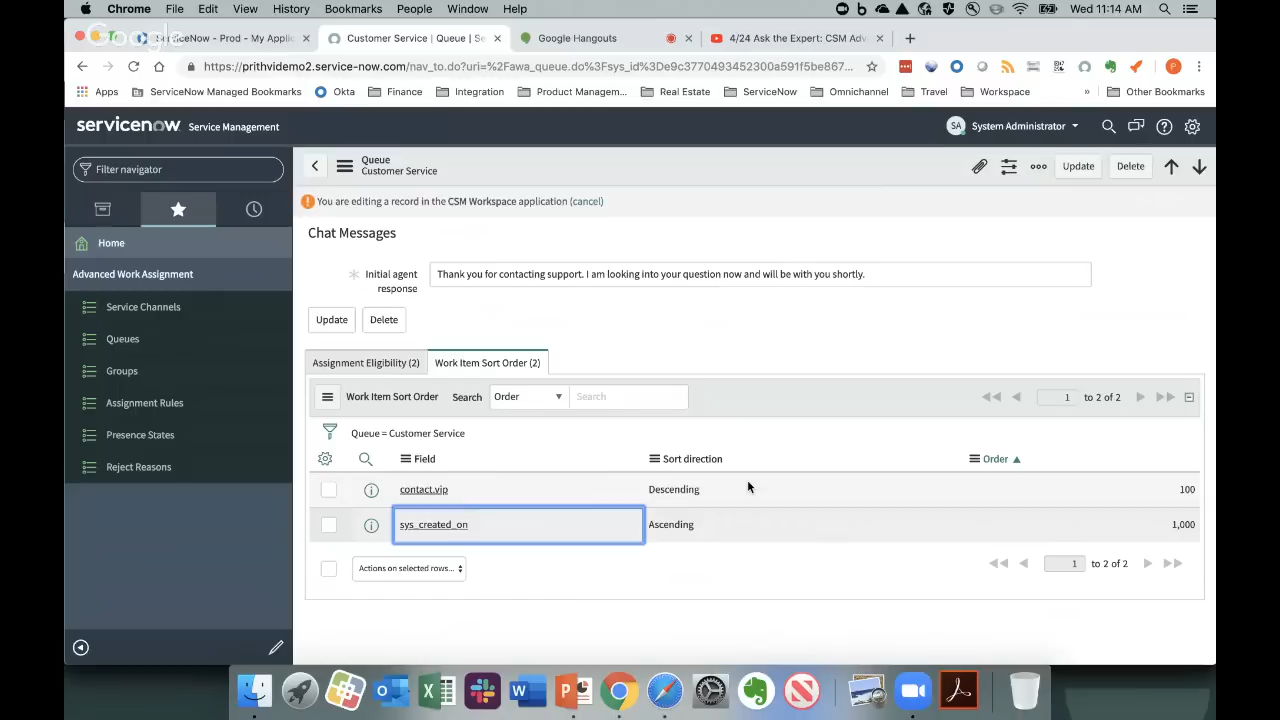 Chrome File Edit View History Bookmarks People Window Help Wed 11:14 AM
Google
ServiceNow - Prod - My Applic
Customer Service | Queue | Se
Google Hangouts
4/24 Ask the Expert: CSM Adv
https://prithvidemo2.service-now.com/nav_to.do?uri=%2Fawa_queue.do%3Fsys_id%3De9c3770493452300a591f5be867...
P
Apps ServiceNow Managed Bookmarks Okta Finance Integration Product Managem... Real Estate ServiceNow Omnichannel Travel Workspace » Other Bookmarks
servicenow Service Management
SA System Administrator
Filter navigator
Home
Advanced Work Assignment
Service Channels
Queues
Groups
Assignment Rules
Presence States
Reject Reasons
Queue
Customer Service
Update Delete
You are editing a record in the CSM Workspace application (cancel)
Chat Messages
Initial agent
response
Thank you for contacting support. I am looking into your question now and will be with you shortly.
Update Delete
Assignment Eligibility (2) Work Item Sort Order (2)
Work Item Sort Order Search Order Search 1 to 2 of 2
Queue = Customer Service
Field Sort direction Order
contact.vip Descending 100
sys_created_on Ascending 1,000
Actions on selected rows... 1 to 2 of 2